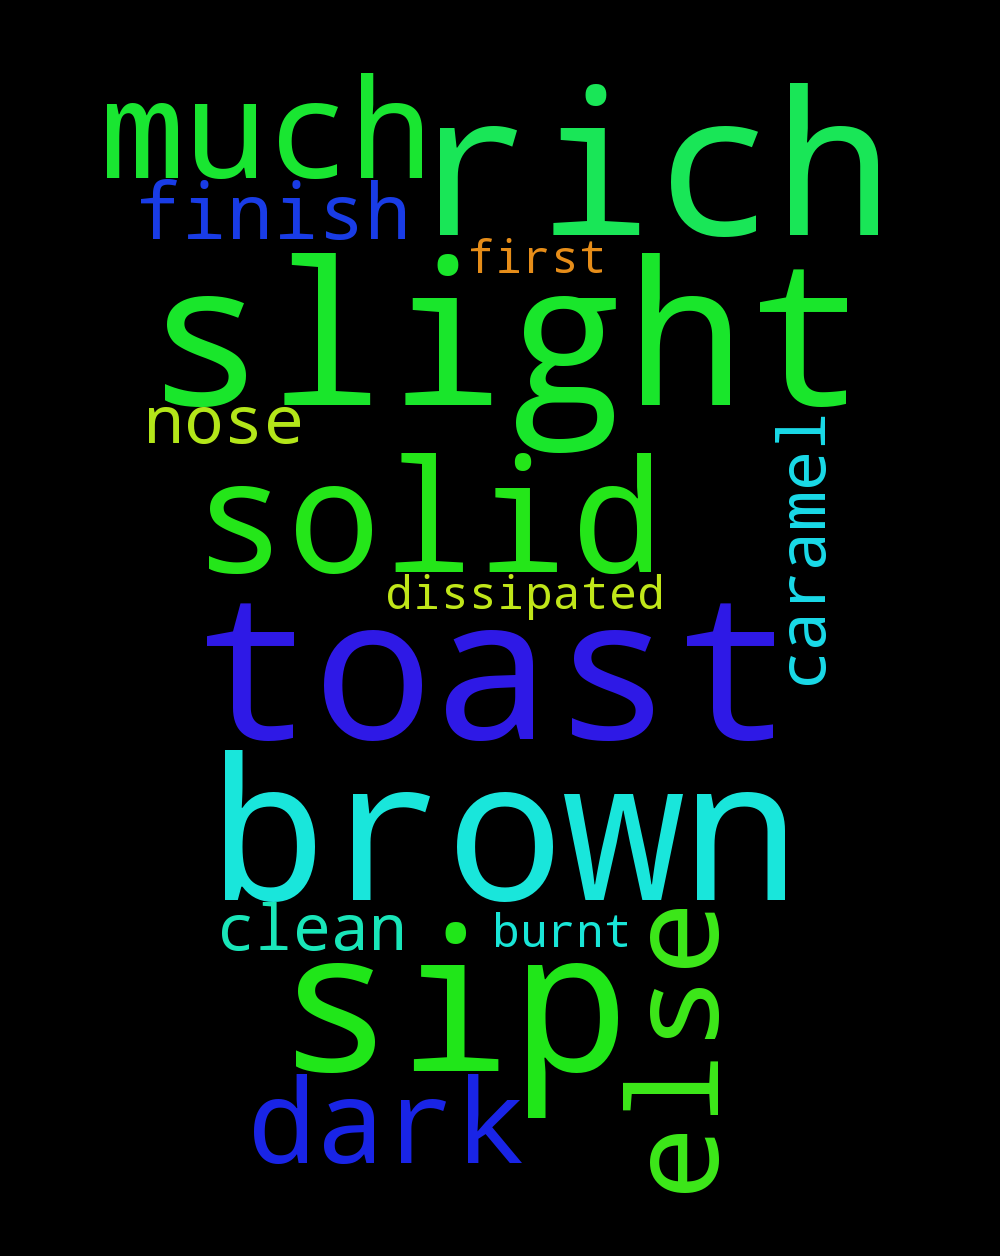 much rich
finish
first
slight
nose
caramel
solid
dissipated
toast
brown
clean burnt
sip
else
dark